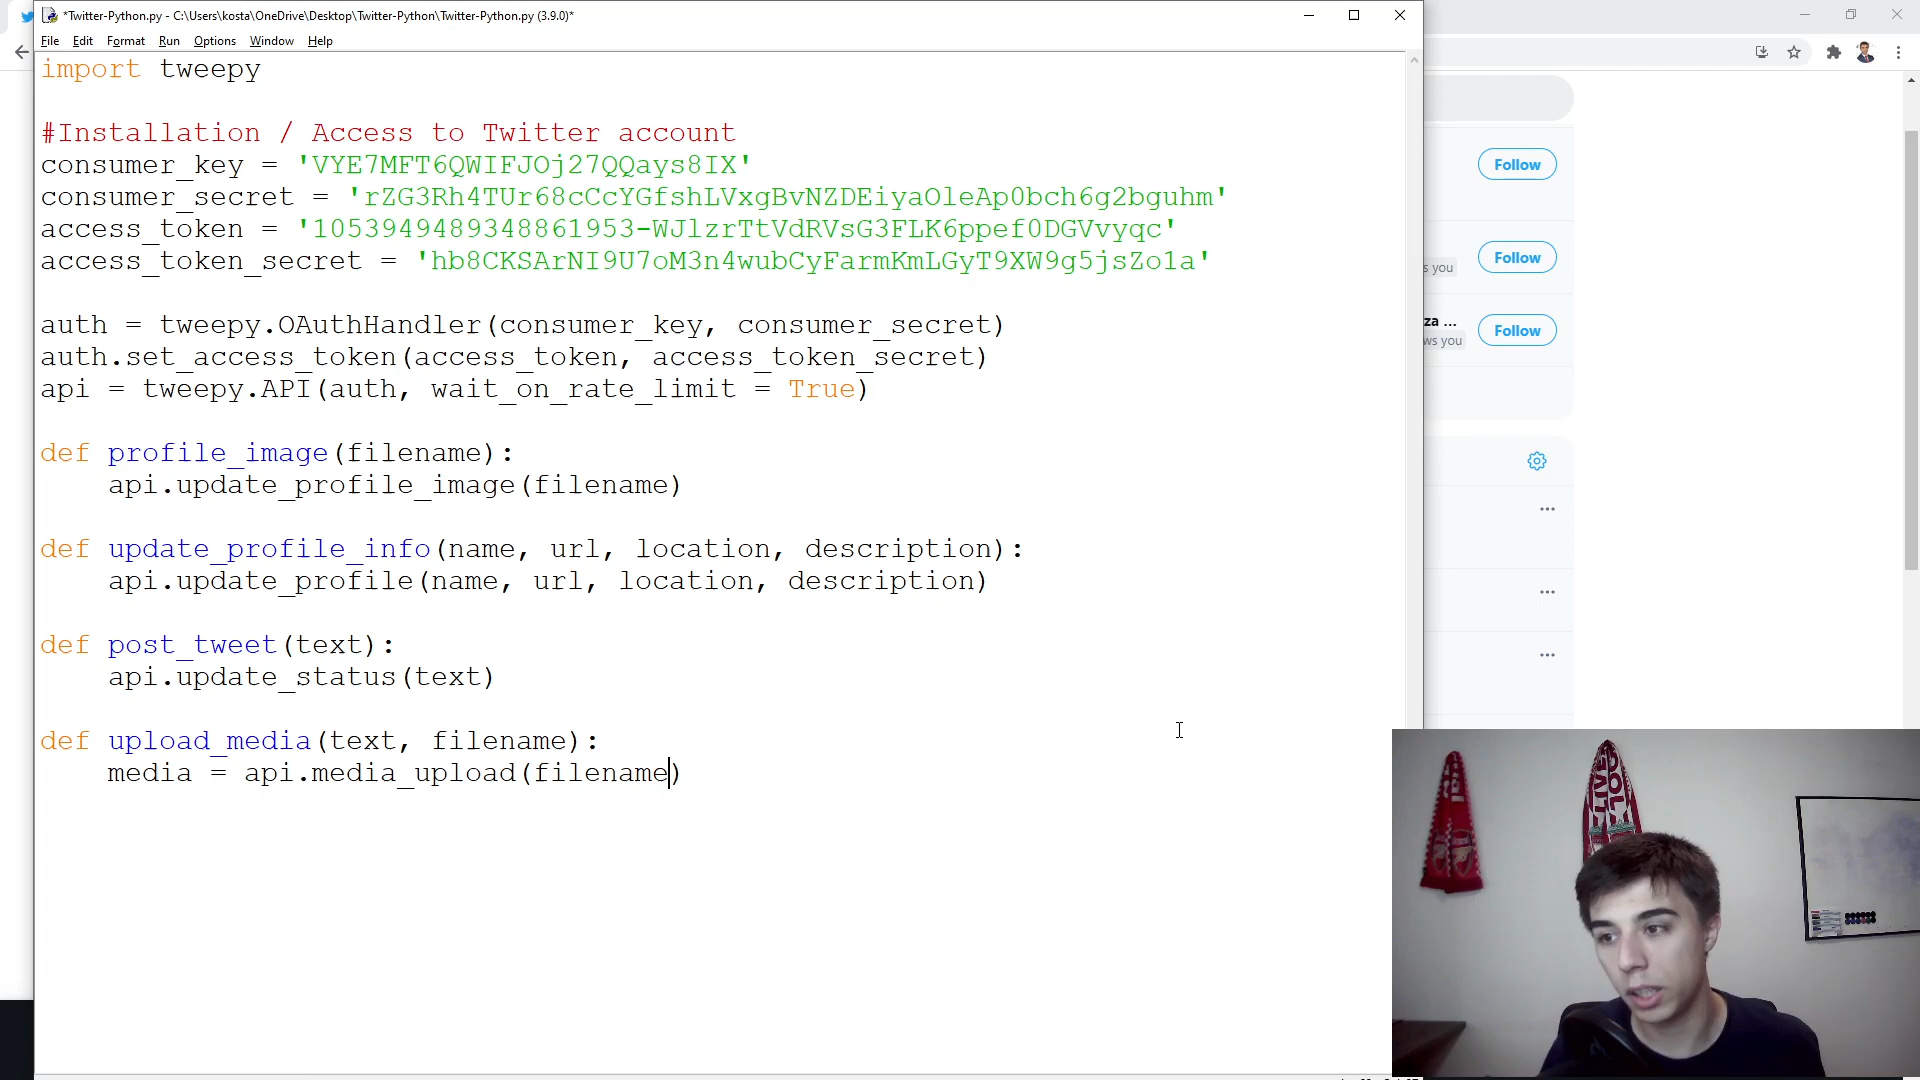 *Twitter-Python.py - C:\Users\kosta\OneDrive\Desktop\Twitter-Python\Twitter-Python.py (3.9.0)*
File Edit Format Run Options Window Help
import tweepy
#Installation / Access to Twitter account
consumer_key = 'VYE7MFT6QWIFJOj27QQays8IX'
consumer_secret = 'rZG3Rh4TUr68cCcYGfshLVxgBvNZDEiyaOleAp0bch6g2bguhm'
access_token = '1053949489348861953-WJlzrTtVdRVsG3FLK6ppef0DGVvyqc'
access_token_secret = 'hb8CKSArNI9U7oM3n4wubCyFarmKmLGyT9XW9g5jsZo1a'
auth = tweepy.OAuthHandler(consumer_key, consumer_secret)
auth.set_access_token(access_token, access_token_secret)
api = tweepy.API(auth, wait_on_rate_limit = True)
def profile_image(filename):
api.update_profile_image(filename)
def update_profile_info(name, url, location, description):
api.update_profile(name, url, location, description)
def post_tweet(text):
api.update_status(text)
def upload_media(text, filename):
media = api.media_upload(filename)
Follow
s you
Follow
za ...
ws you
Follow